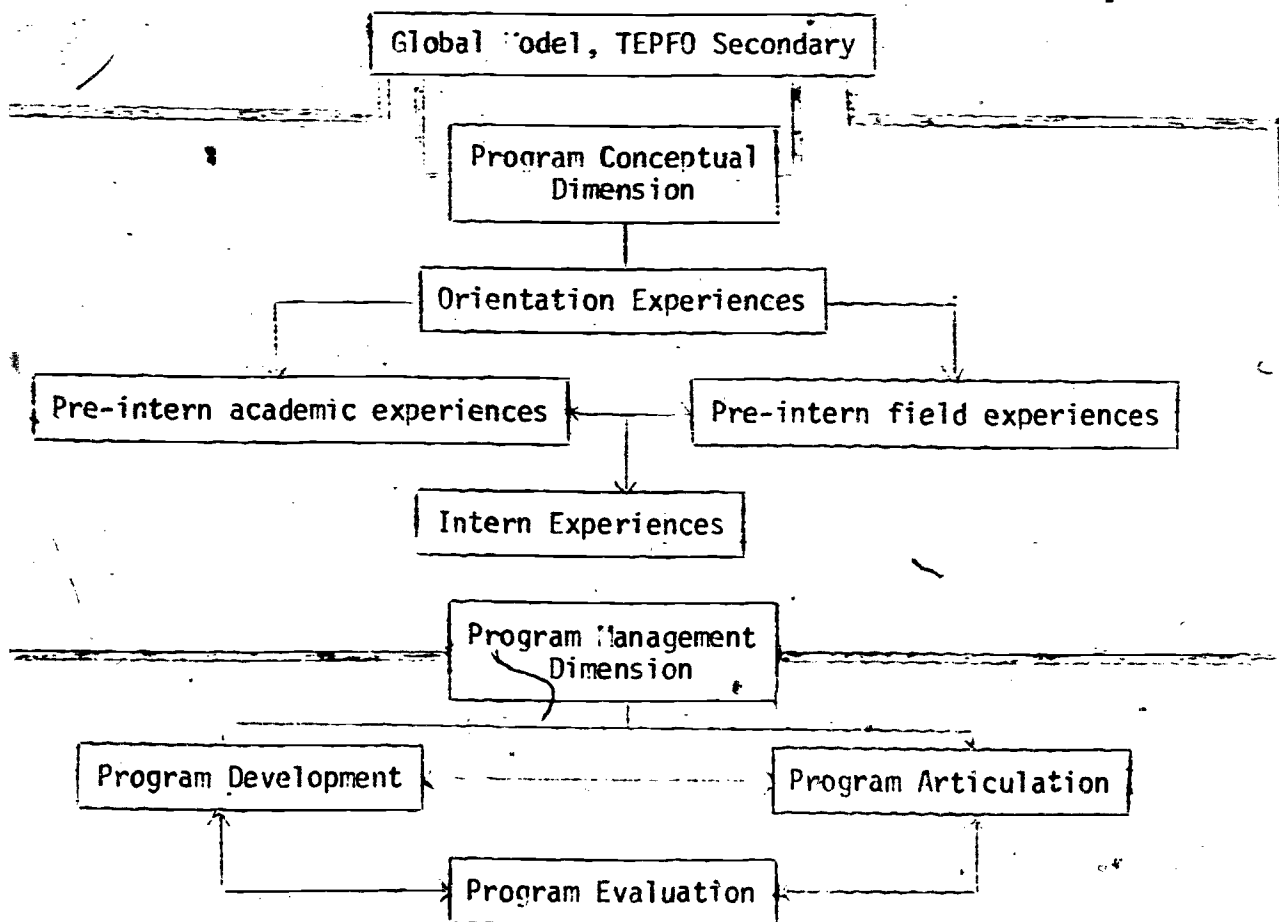 Global Model, TEPFO Secondary
Program Conceptual
Dimension
Orientation Experiences
Pre-intern academic experiences
Pre-intern field experiences
Intern Experiences
Program Management
Dimension
Program Development
Program Articulation
Program Evaluation